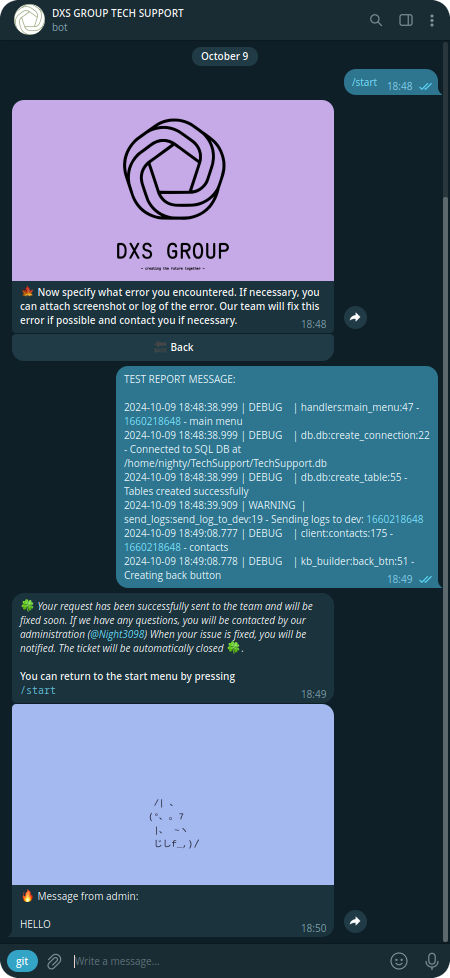 DXS GROUP TECH SUPPORT
bot
October 9
/start 18:48
DXS GROUP
- creating the future together -
🍁 Now specify what error you encountered. If necessary, you
can attach screenshot or log of the error. Our team will fix this
error if possible and contact you if necessary.
18:48
Back
TEST REPORT MESSAGE:
2024-10-09 18:48:38.999 | DEBUG | handlers:main_menu:47 -
1660218648 - main menu
2024-10-09 18:48:38.999 | DEBUG | db.db:create_connection:22
- Connected to SQL DB at
/home/nighty/TechSupport/TechSupport.db
2024-10-09 18:48:38.999 | DEBUG | db.db:create_table:55 -
Tables created successfully
2024-10-09 18:48:39.909 | WARNING |
send_logs:send_log_to_dev:19 - Sending logs to dev: 1660218648
2024-10-09 18:49:08.777 | DEBUG | client:contacts:175 -
1660218648 - contacts
2024-10-09 18:49:08.778 | DEBUG | kb_builder:back_btn:51 -
Creating back button
18:49
🍀 Your request has been successfully sent to the team and will be
fixed soon. If we have any questions, you will be contacted by our
administration (@Night3098) When your issue is fixed, you will be
notified. The ticket will be automatically closed 🍀.
You can return to the start menu by pressing
/start
18:49
/| 、
(°、 。 7
|、 ~ヽ
じしf_,)/
🔥 Message from admin:
HELLO
18:50
git
Write a message...